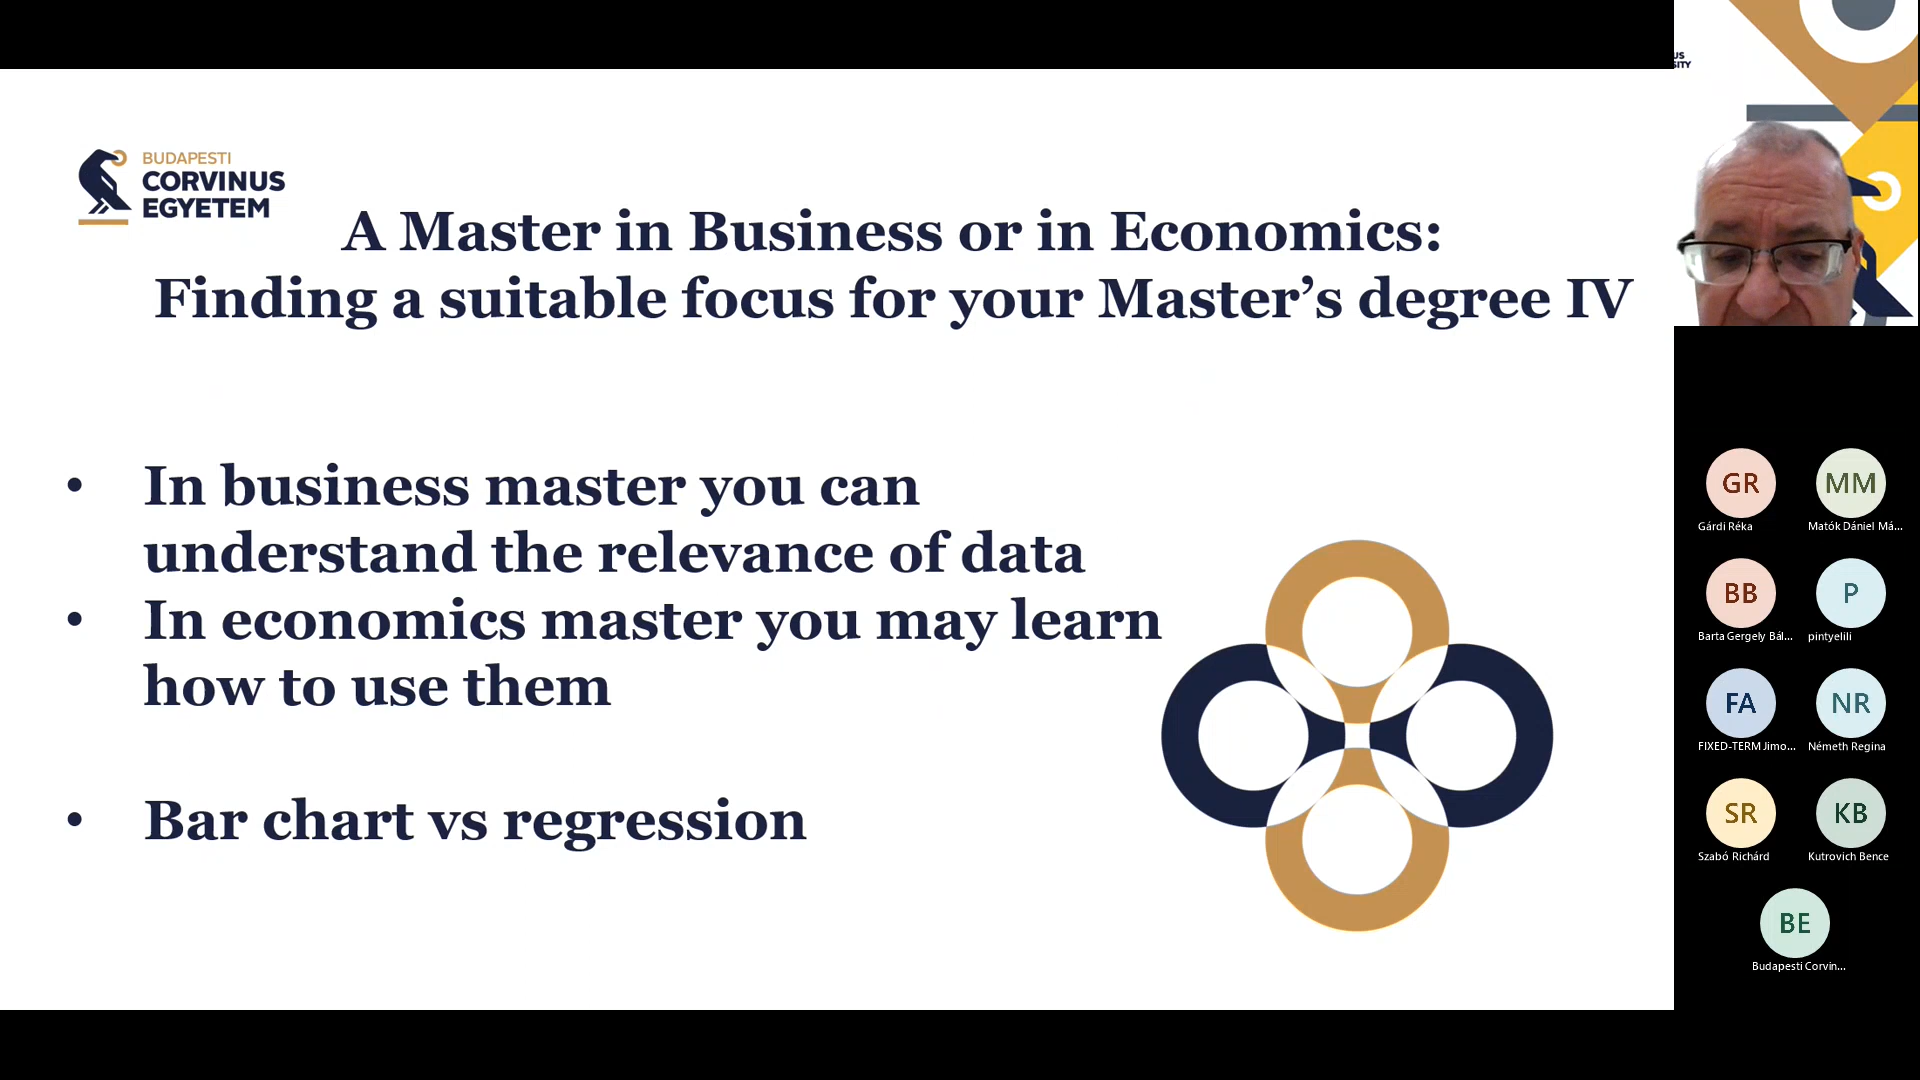 US
SITY
BUDAPESTI
CORVINUS
EGYETEM
A Master in Business or in Economics:
Finding a suitable focus for your Master’s degree IV
• In business master you can
understand the relevance of data
• In economics master you may learn
how to use them
• Bar chart vs regression
GR
Gárdi Réka
MM
Matók Dániel Má...
BB
Barta Gergely Bál...
P
pintyelili
FA
FIXED-TERM Jimo...
NR
Németh Regina
SR
Szabó Richárd
KB
Kutrovich Bence
BE
Budapesti Corvin...